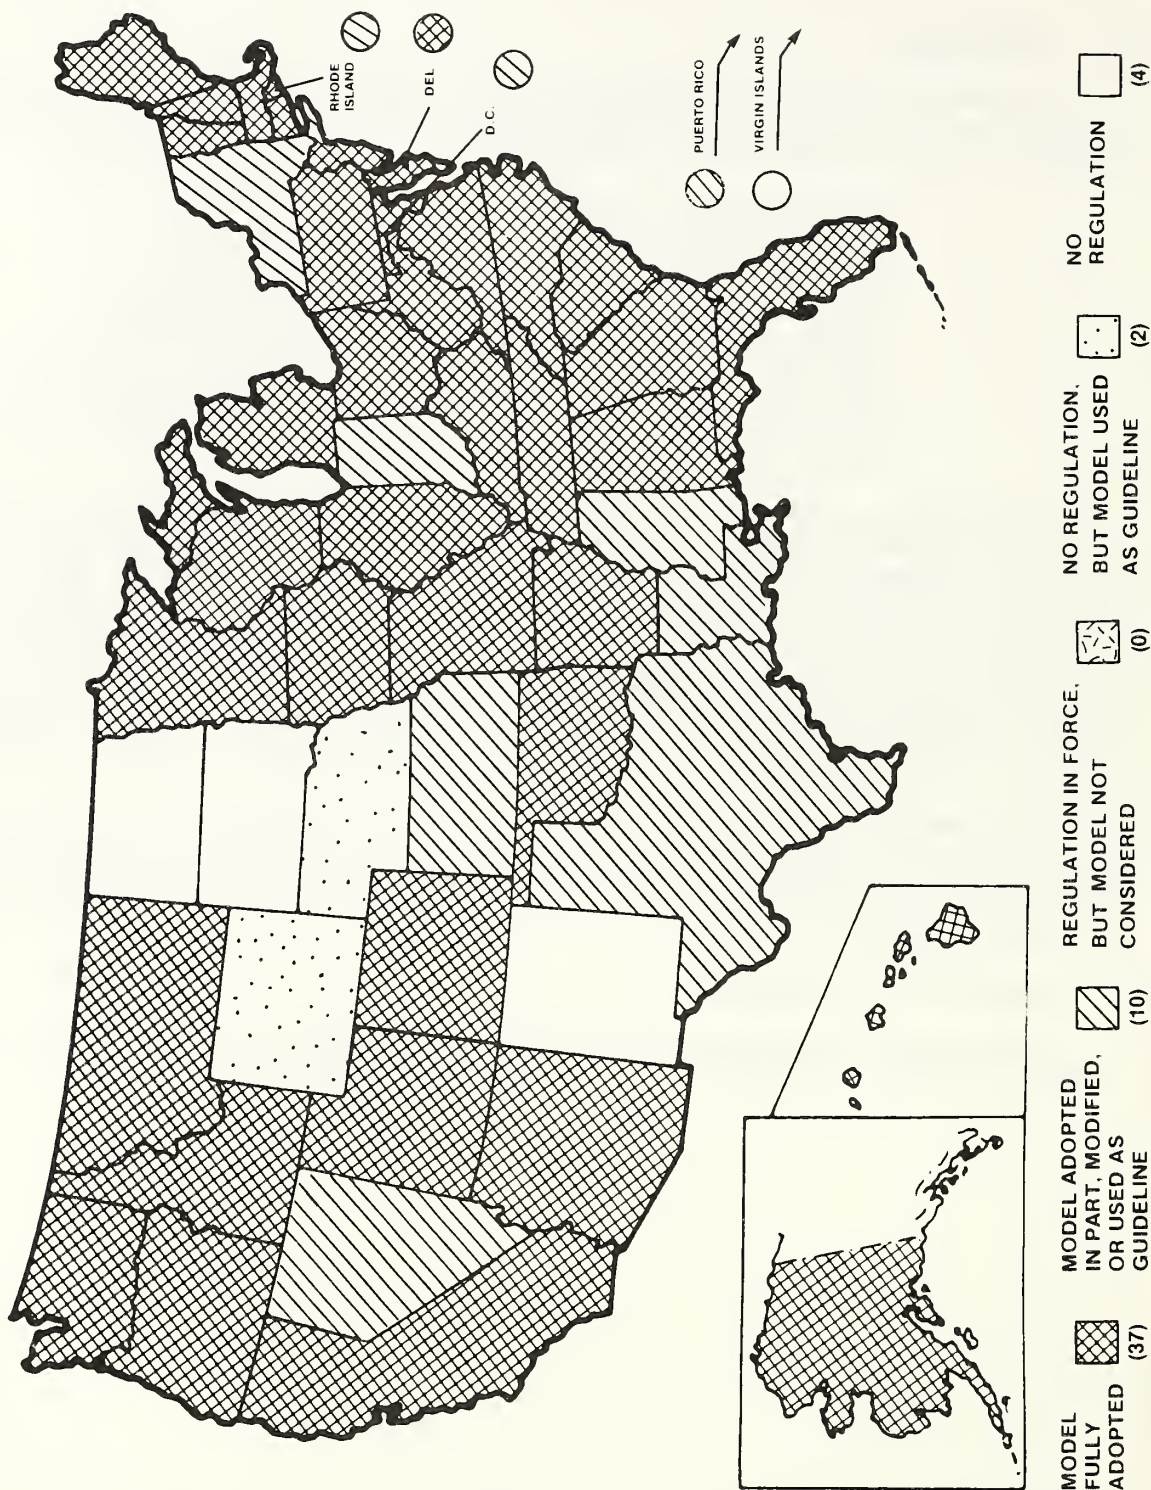 RHODE
ISLAND
DEL
D.C.
PUERTO RICO
VIRGIN ISLANDS
MODEL
FULLY
ADOPTED
(37)
MODEL ADOPTED
IN PART, MODIFIED,
OR USED AS
GUIDELINE
(10)
REGULATION IN FORCE,
BUT MODEL NOT
CONSIDERED
(0)
NO REGULATION,
BUT MODEL USED
AS GUIDELINE
(2)
NO
REGULATION
(4)